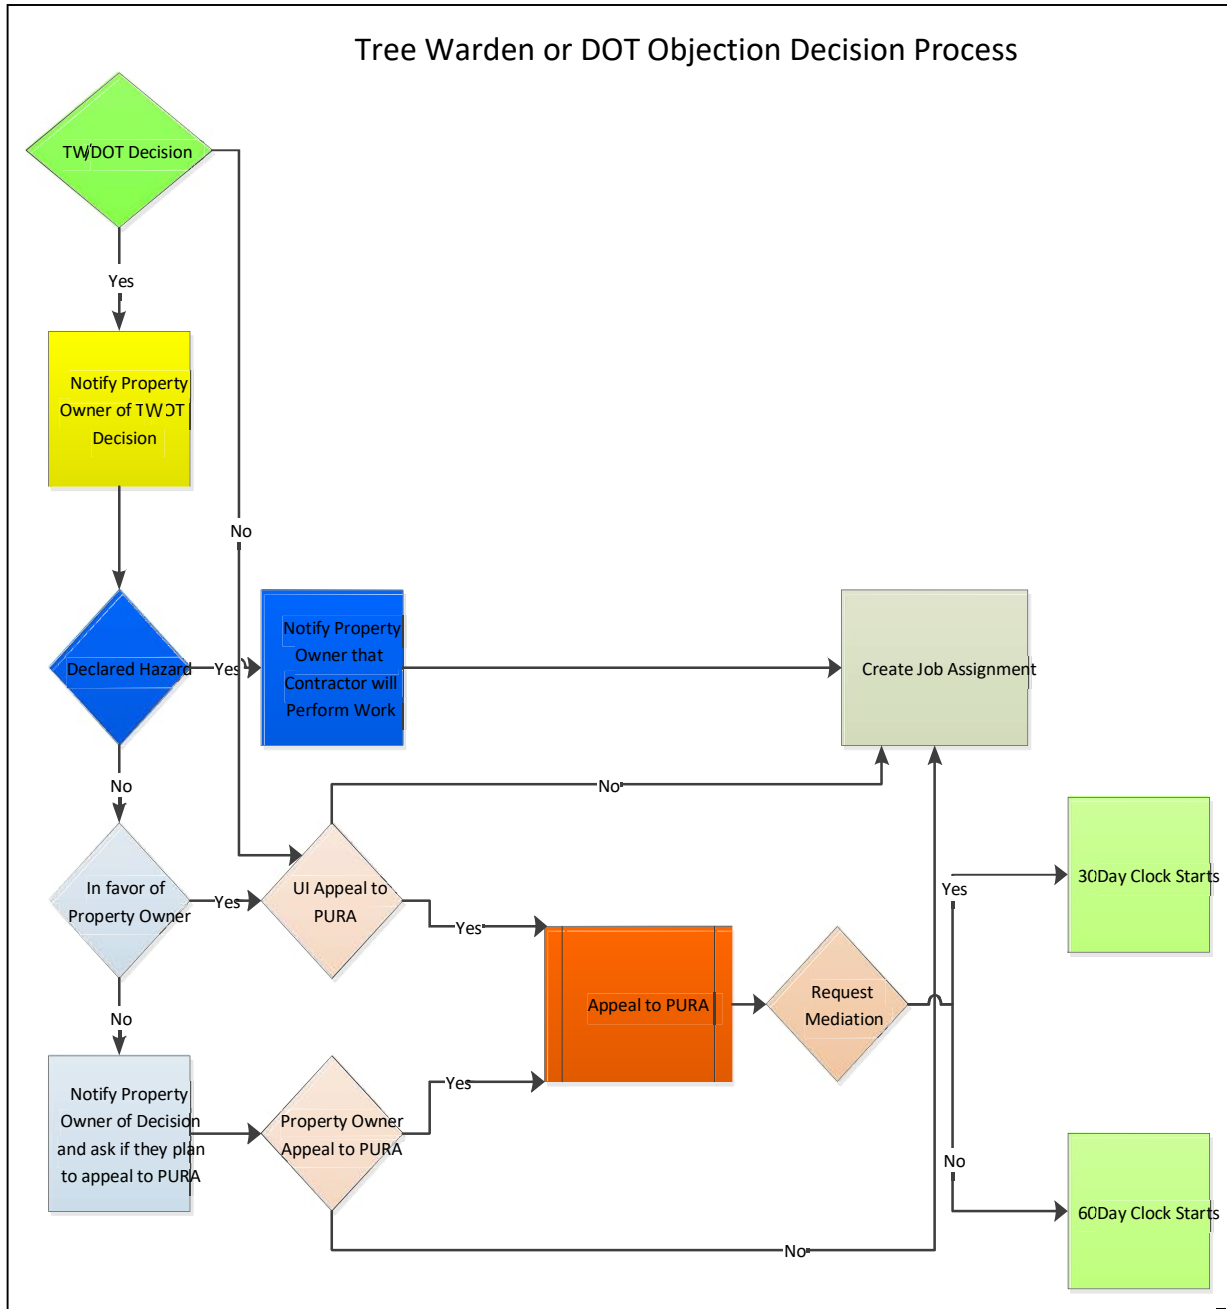 Tree Warden or DOT Objection Decision Process
TW/DOT Decision
Yes
Notify Property
Owner of TWDOT
Decision
No
Declared Hazard
Yes
Notify Property
Owner that
Contractor will
Perform Work
Create Job Assignment
No
No
In favor of
Property Owner
Yes
UI Appeal to
PURA
Yes
Appeal to PURA
Request
Mediation
Yes
30Day Clock Starts
No
Notify Property
Owner of Decision
and ask if they plan
to appeal to PURA
Property Owner
Appeal to PURA
Yes
No
No
60Day Clock Starts